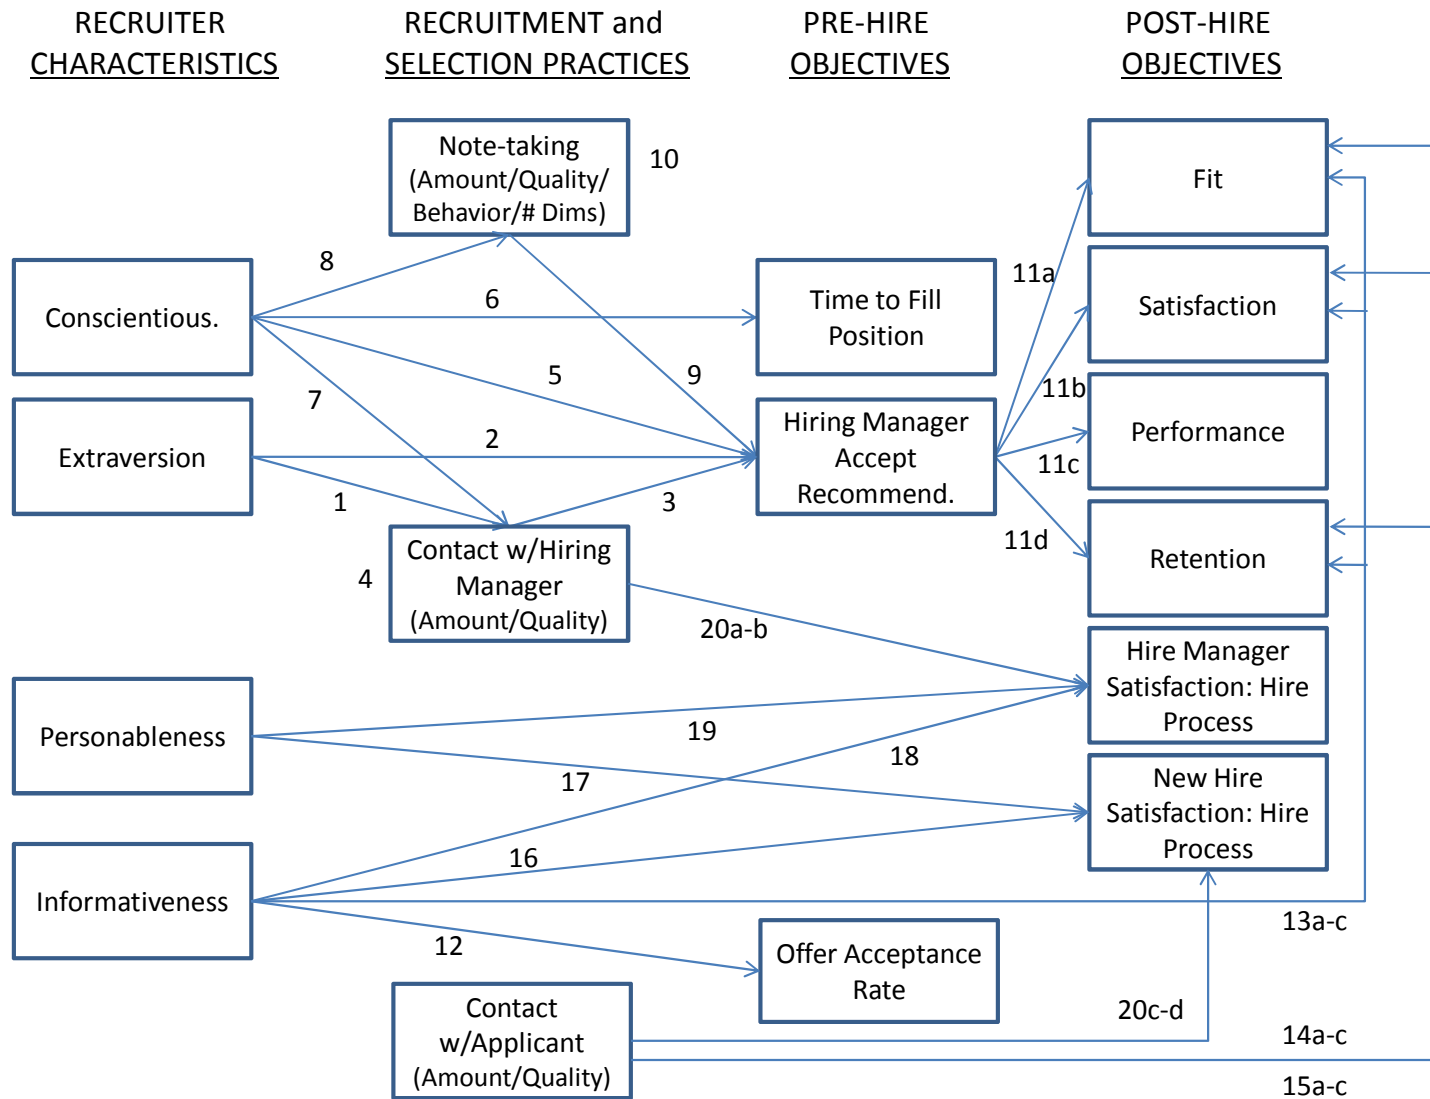 RECRUITER
CHARACTERISTICS
RECRUITMENT and
SELECTION PRACTICES
PRE-HIRE
OBJECTIVES
POST-HIRE
OBJECTIVES
Note-taking
(Amount/Quality/
Behavior/# Dims)
10
Fit
8
Conscientious.
6
Time to Fill
Position
11a
Satisfaction
5
9
7
11b
Extraversion
2
Hiring Manager
Accept
Recommend.
Performance
11c
1
3
11d
Contact w/Hiring
Manager
(Amount/Quality)
4
Retention
20a-b
Hire Manager
Satisfaction: Hire
Process
Personableness
19
18
17
New Hire
Satisfaction: Hire
Process
16
Informativeness
13a-c
12
Offer Acceptance
Rate
Contact
w/Applicant
(Amount/Quality)
20c-d
14a-c
15a-c